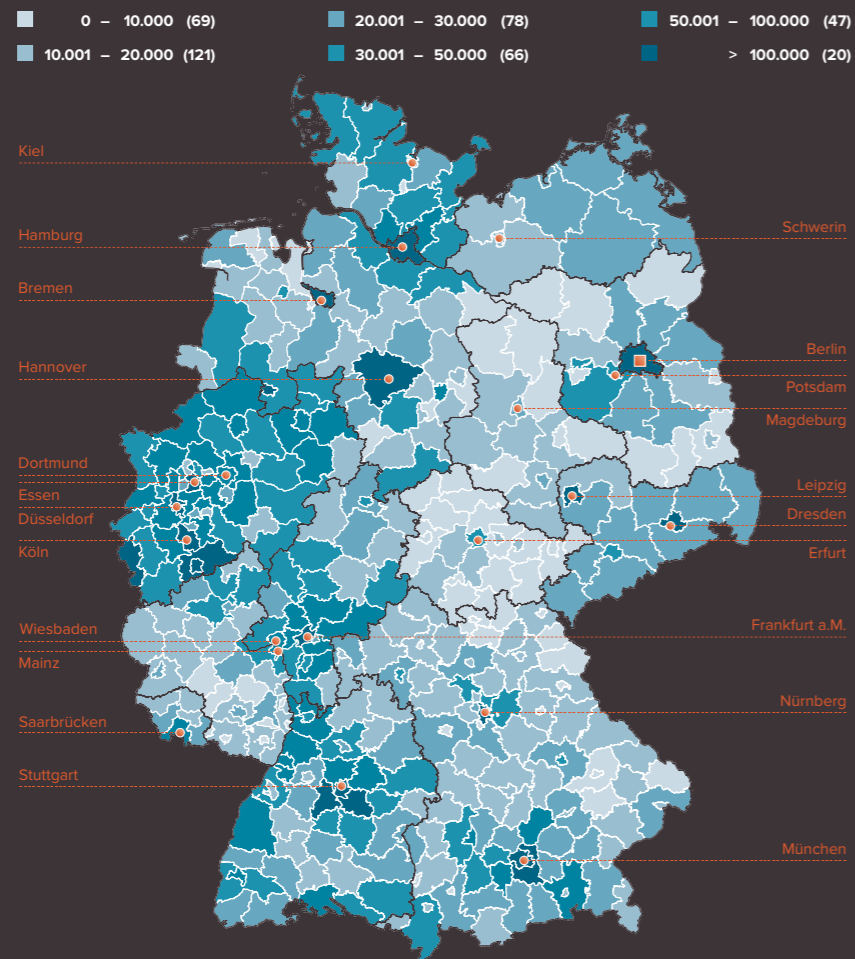 0 – 10.000 (69)
20.001 – 30.000 (78)
50.001 – 100.000 (47)
10.001 – 20.000 (121)
30.001 – 50.000 (66)
> 100.000 (20)
Kiel
Hamburg
Bremen
Hannover
Dortmund
Essen
Düsseldorf
Köln
Wiesbaden
Mainz
Saarbrücken
Stuttgart
Schwerin
Berlin
Potsdam
Magdeburg
Leipzig
Dresden
Erfurt
Frankfurt a.M.
Nürnberg
München